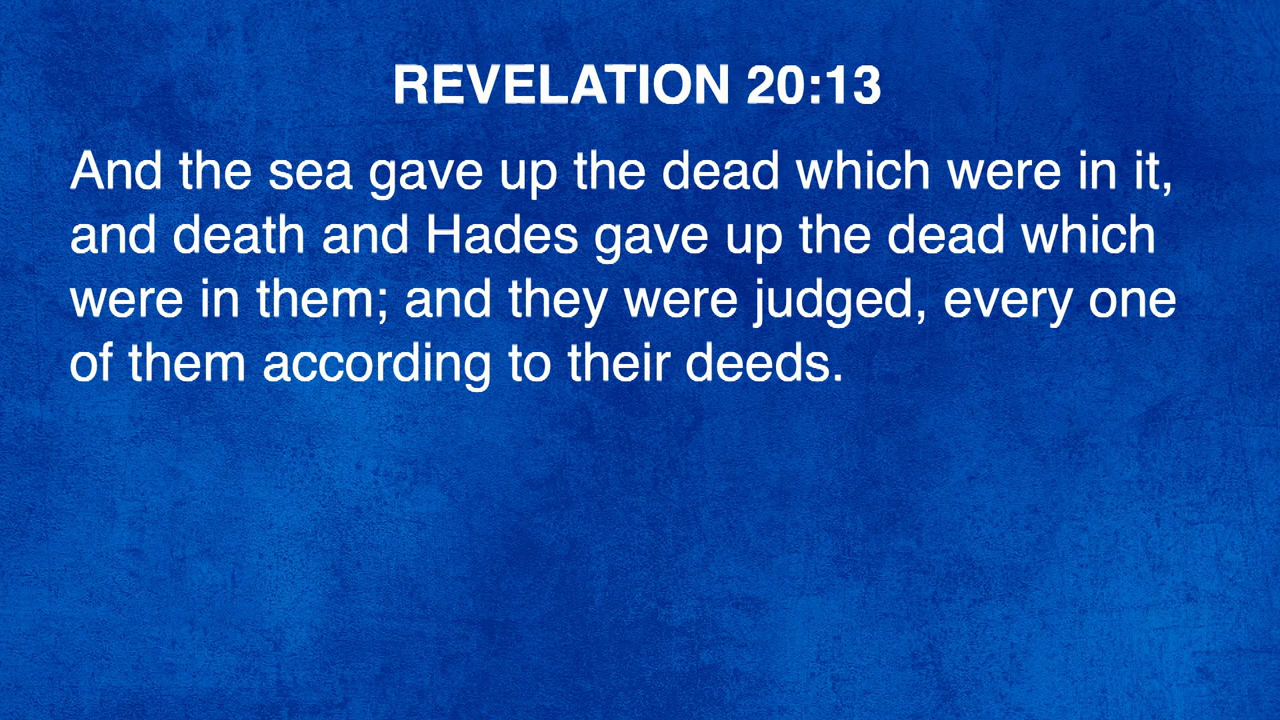 REVELATION 20:13
And the sea gave up the dead which were in it,
and death and Hades gave up the dead which
were in them; and they were judged, every one
of them according to their deeds.